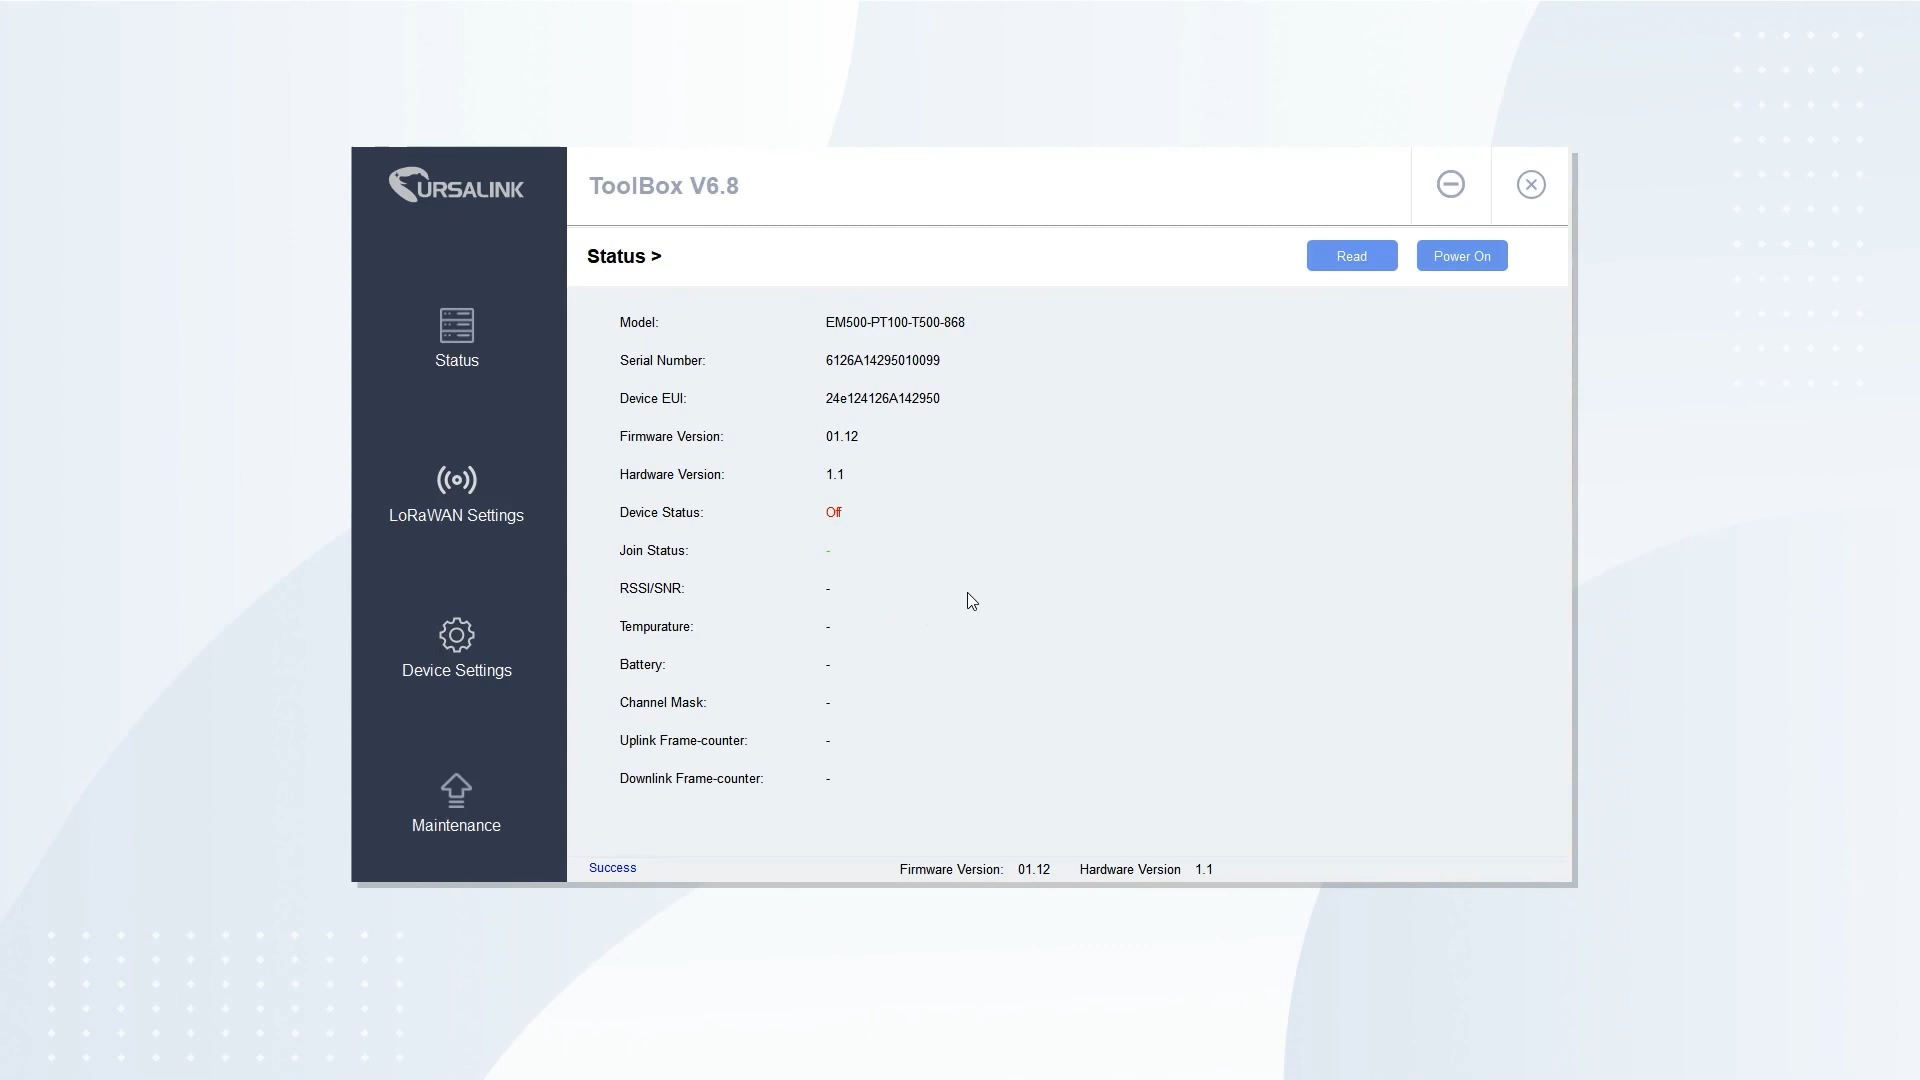 URSALINK
ToolBox V6.8
Status >
Read
Power On
Status
LoRaWAN Settings
Device Settings
Maintenance
Model: EM500-PT100-T500-868
Serial Number: 6126A14295010099
Device EUI: 24e124126A142950
Firmware Version: 01.12
Hardware Version: 1.1
Device Status: Off
Join Status: -
RSSI/SNR: -
Tempurature: -
Battery: -
Channel Mask: -
Uplink Frame-counter: -
Downlink Frame-counter: -
Success
Firmware Version: 01.12 Hardware Version 1.1